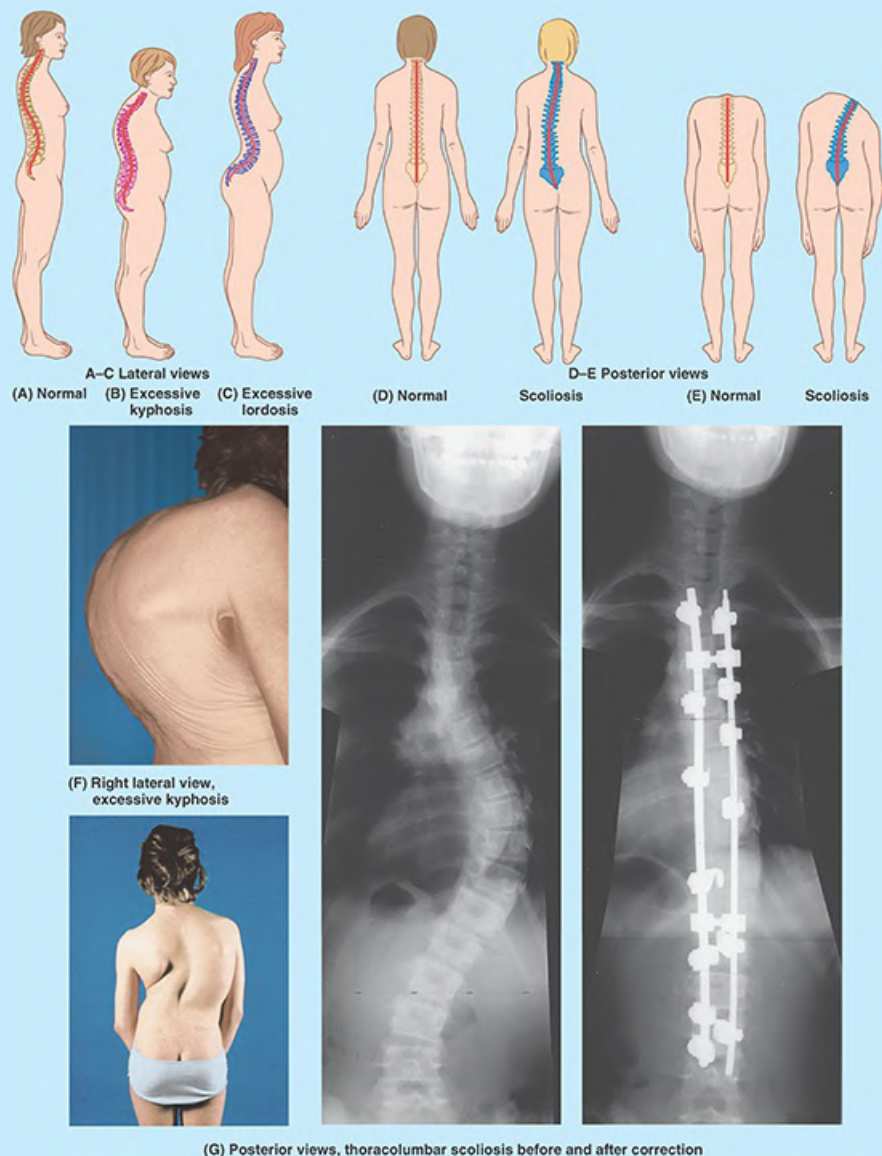 A–C Lateral views
D–E Posterior views
(A) Normal
(B) Excessive
kyphosis
(C) Excessive
lordosis
(D) Normal
Scoliosis
(E) Normal
Scoliosis
(F) Right lateral view,
excessive kyphosis
(G) Posterior views, thoracolumbar scoliosis before and after correction